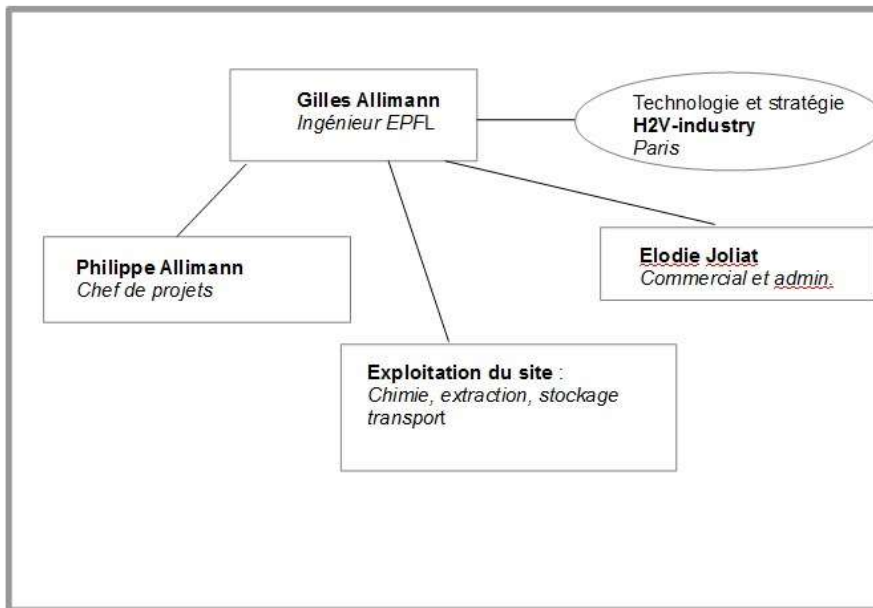 Gilles Allimann
Ingénieur EPFL
Technologie et stratégie
H2V-industry
Paris
Philippe Allimann
Chef de projets
Elodie Joliat
Commercial et admin.
Exploitation du site :
Chimie, extraction, stockage
transport